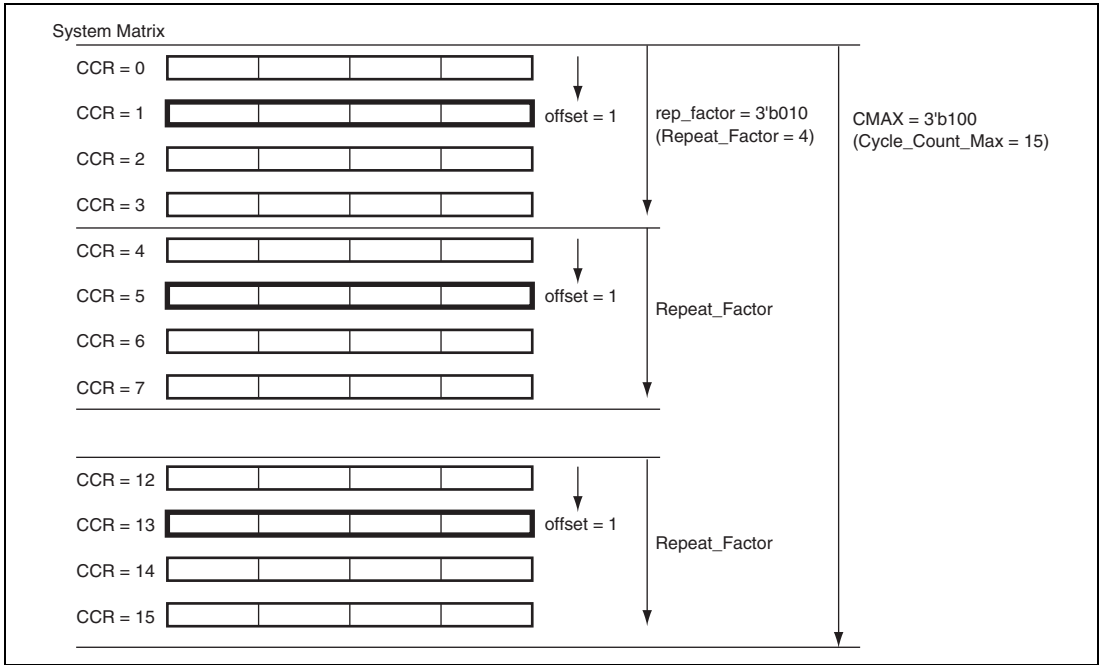 System Matrix
CCR = 0
CCR = 1
offset = 1
CCR = 2
CCR = 3
rep_factor = 3'b010
(Repeat_Factor = 4)
CMAX = 3'b100
(Cycle_Count_Max = 15)
CCR = 4
CCR = 5
offset = 1
CCR = 6
CCR = 7
Repeat_Factor
CCR = 12
CCR = 13
offset = 1
CCR = 14
CCR = 15
Repeat_Factor